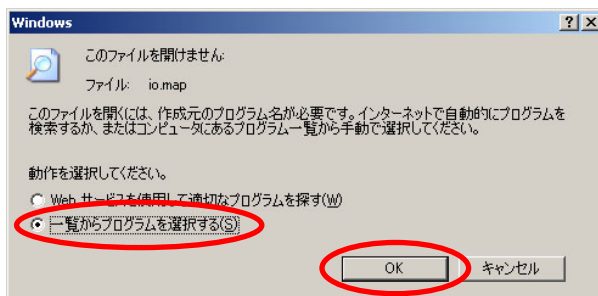 Windows
このファイルを開けません:
ファイル: io.map
このファイルを開くには、作成元のプログラム名が必要です。インターネットで自動的にプログラムを
検索するか、またはコンピュータにあるプログラム一覧から手動で選択してください。
動作を選択してください。
Web サービスを使用して適切なプログラムを探す(W)
一覧からプログラムを選択する(S)
OK キャンセル